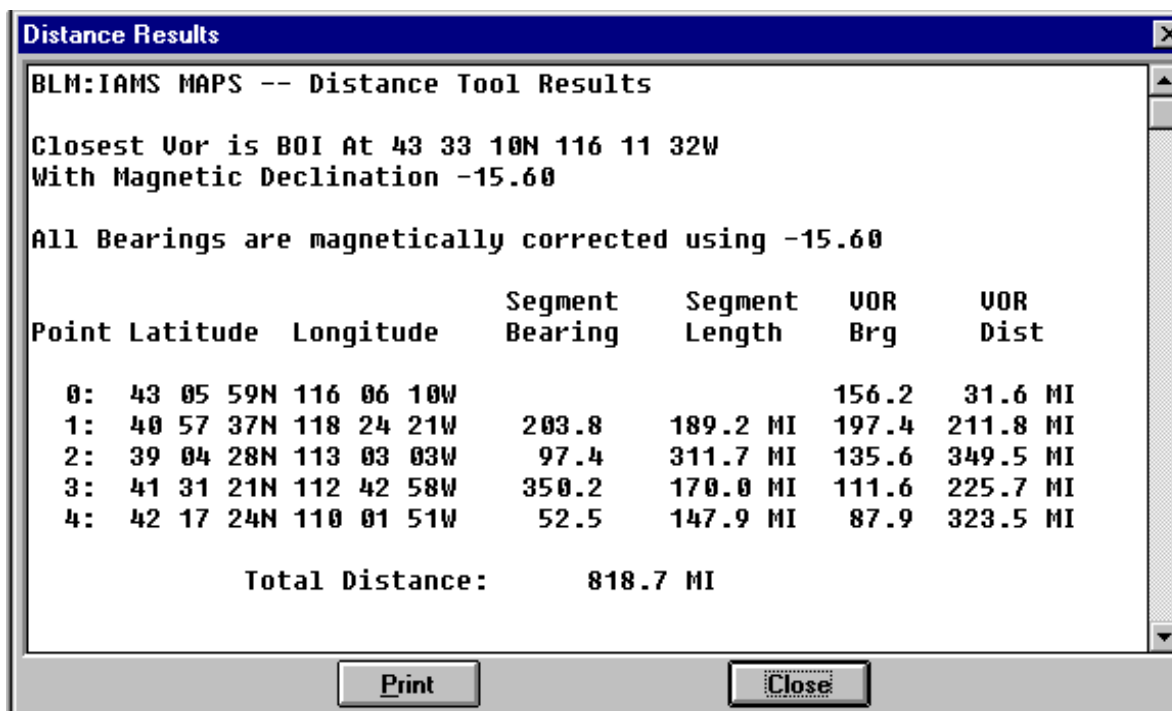 Distance Results
BLM:IAMS MAPS -- Distance Tool Results
Closest Vor is BOI At 43 33 10N 116 11 32W
With Magnetic Declination -15.60
All Bearings are magnetically corrected using -15.60
Segment Segment VOR VOR
Point Latitude Longitude Bearing Length Brg Dist
0: 43 05 59N 116 06 10W 156.2 31.6 MI
1: 40 57 37N 118 24 21W 203.8 189.2 MI 197.4 211.8 MI
2: 39 04 28N 113 03 03W 97.4 311.7 MI 135.6 349.5 MI
3: 41 31 21N 112 42 58W 350.2 170.0 MI 111.6 225.7 MI
4: 42 17 24N 110 01 51W 52.5 147.9 MI 87.9 323.5 MI
Total Distance: 818.7 MI
Print Close